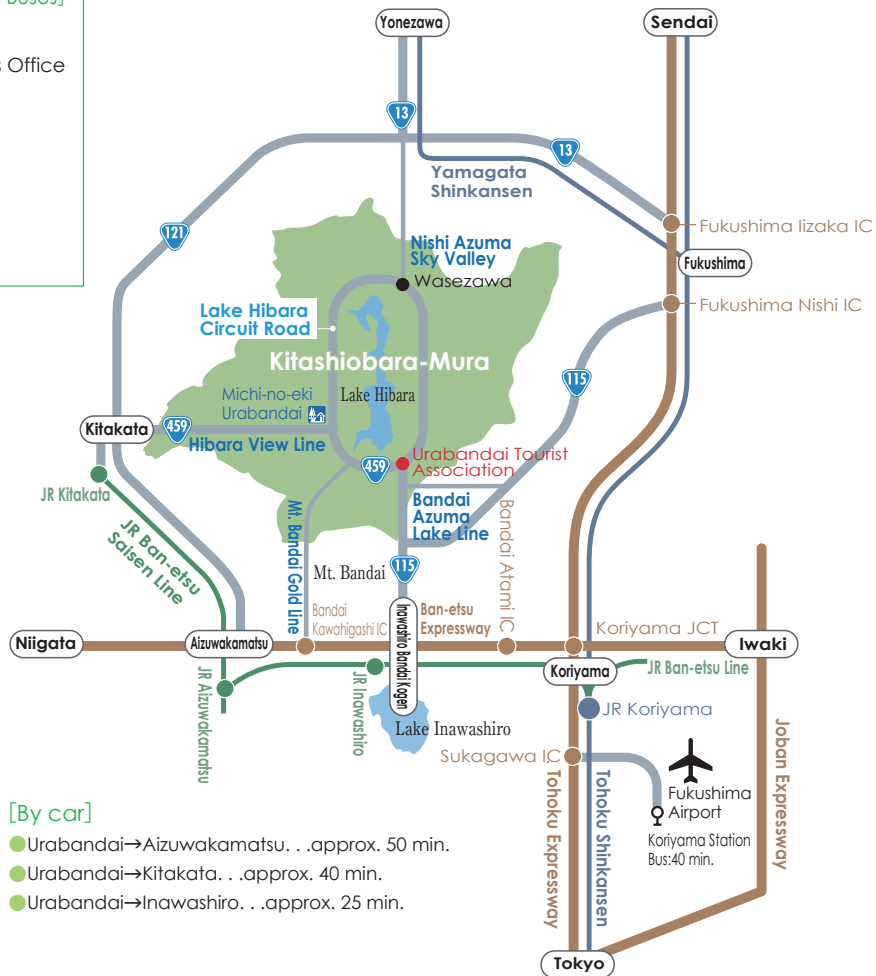 Buses]
s Office
Yonezawa
Sendai
13
13
Yamagata
Shinkansen
121
Fukushima Iizaka IC
Nishi Azuma
Sky Valley
Fukushima
Wasezawa
Fukushima Nishi IC
Lake Hibara
Circuit Road
Kitashiobara-Mura
115
Michi-no-eki
Urabandai
Lake Hibara
Kitakata
459
Hibara View Line
Urabandai Tourist
Association
459
JR Kitakata
Bandai
Azuma
Lake Line
Bandai Atami IC
Mt. Bandai Gold Line
JR Ban-etsu
Saisen Line
Mt. Bandai
115
Bandai
Kawahigashi IC
Inawashiro Bandai Kogen
Ban-etsu
Expressway
Koriyama JCT
Niigata
Aizuwakamatsu
Iwaki
JR Aizuwakamatsu
JR Inawashiro
Koriyama
JR Ban-etsu Line
JR Koriyama
Lake Inawashiro
Sukagawa IC
Tohoku Expressway
Tohoku Shinkansen
Joban Expressway
Fukushima
Airport
Koriyama Station
Bus:40 min.
[By car]
Urabandai→Aizuwakamatsu. . .approx. 50 min.
Urabandai→Kitakata. . .approx. 40 min.
Urabandai→Inawashiro. . .approx. 25 min.
Tokyo